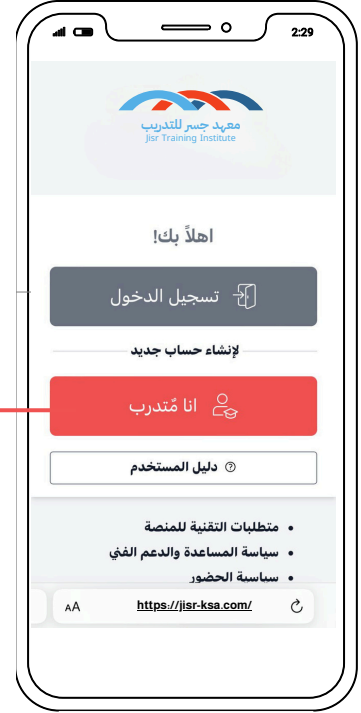 2:29
معهد جسر للتدريب
Jisr Training Institute
اهلاً بك!
تسجيل الدخول
لإنشاء حساب جديد
انا مٌتدرب
دليل المستخدم
• متطلبات التقنية للمنصة
• سياسة المساعدة والدعم الفني
• سياسية الحضور
AA https://jisr-ksa.com/